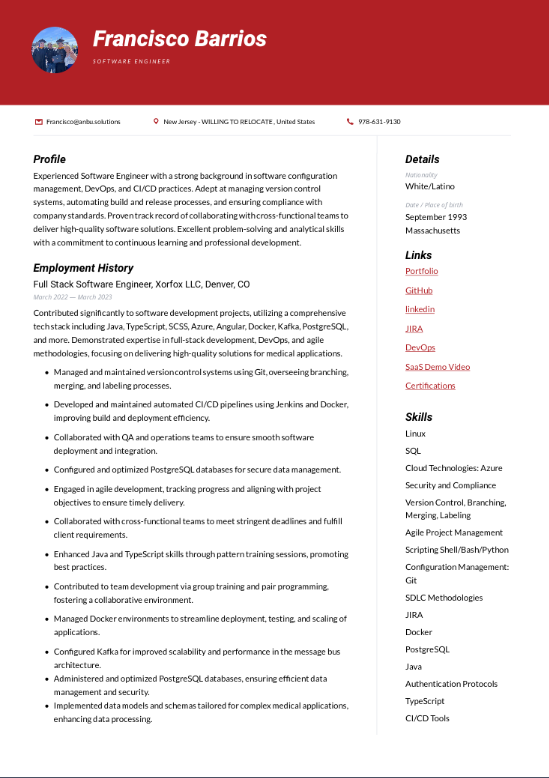 Francisco Barrios
SOFTWARE ENGINEER
Francisco@anbu.solutions
New Jersey - WILLING TO RELOCATE , United States
978-631-9130
Profile
Experienced Software Engineer with a strong background in software configuration
management, DevOps, and CI/CD practices. Adept at managing version control
systems, automating build and release processes, and ensuring compliance with
company standards. Proven track record of collaborating with cross-functional teams to
deliver high-quality software solutions. Excellent problem-solving and analytical skills
with a commitment to continuous learning and professional development.
Employment History
Full Stack Software Engineer, Xorfox LLC, Denver, CO
March 2022 — March 2023
Contributed significantly to software development projects, utilizing a comprehensive
tech stack including Java, TypeScript, SCSS, Azure, Angular, Docker, Kafka, PostgreSQL,
and more. Demonstrated expertise in full-stack development, DevOps, and agile
methodologies, focusing on delivering high-quality solutions for medical applications.
• Managed and maintained version control systems using Git, overseeing branching,
merging, and labeling processes.
• Developed and maintained automated CI/CD pipelines using Jenkins and Docker,
improving build and deployment efficiency.
• Collaborated with QA and operations teams to ensure smooth software
deployment and integration.
• Configured and optimized PostgreSQL databases for secure data management.
• Engaged in agile development, tracking progress and aligning with project
objectives to ensure timely delivery.
• Collaborated with cross-functional teams to meet stringent deadlines and fulfill
client requirements.
• Enhanced Java and TypeScript skills through pattern training sessions, promoting
best practices.
• Contributed to team development via group training and pair programming,
fostering a collaborative environment.
• Managed Docker environments to streamline deployment, testing, and scaling of
applications.
• Configured Kafka for improved scalability and performance in the message bus
architecture.
• Administered and optimized PostgreSQL databases, ensuring efficient data
management and security.
• Implemented data models and schemas tailored for complex medical applications,
enhancing data processing.
Details
Nationality
White/Latino
Date / Place of birth
September 1993
Massachusetts
Links
Portfolio
GitHub
linkedin
JIRA
DevOps
SaaS Demo Video
Certifications
Skills
Linux
SQL
Cloud Technologies: Azure
Security and Compliance
Version Control, Branching,
Merging, Labeling
Agile Project Management
Scripting Shell/Bash/Python
Configuration Management:
Git
SDLC Methodologies
JIRA
Docker
PostgreSQL
Java
Authentication Protocols
TypeScript
CI/CD Tools